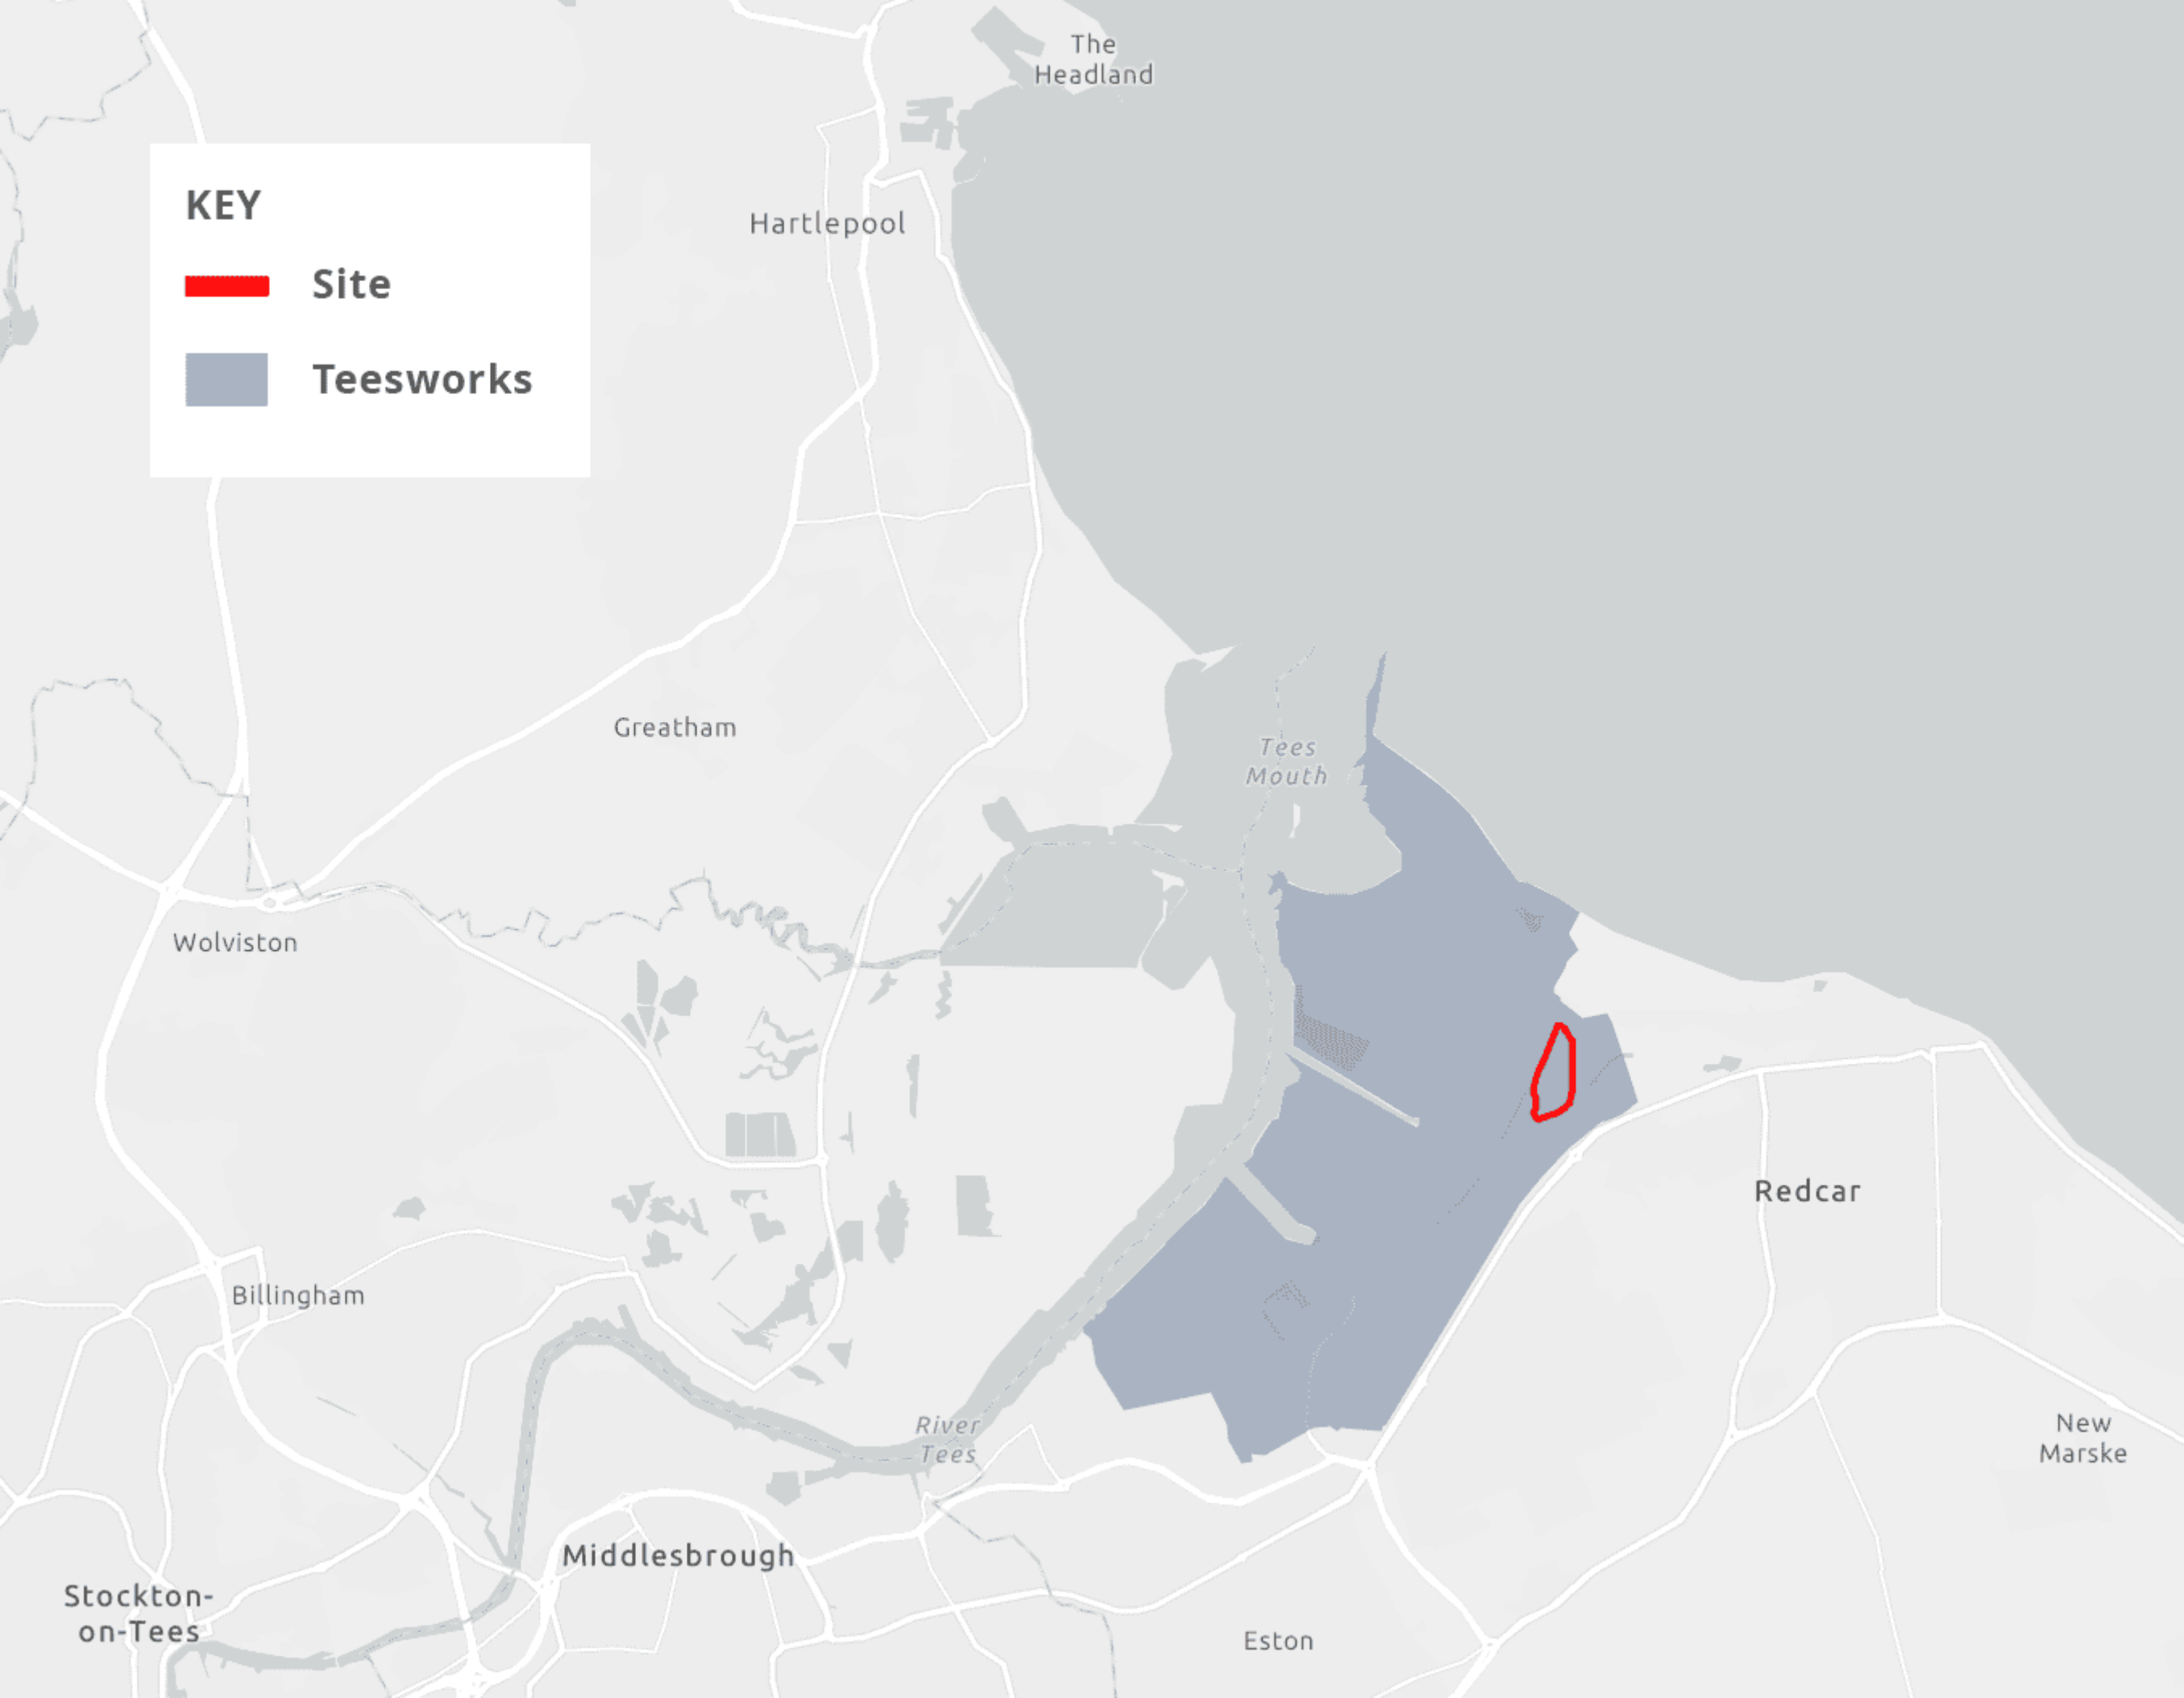 The
Headland
KEY
Hartlepool
Site
Teesworks
Greatham
Tees
Mouth
Wolviston
Redcar
Billingham
River
Tees
New
Marske
Middlesbrough
Stockton-
on-Tees
Eston